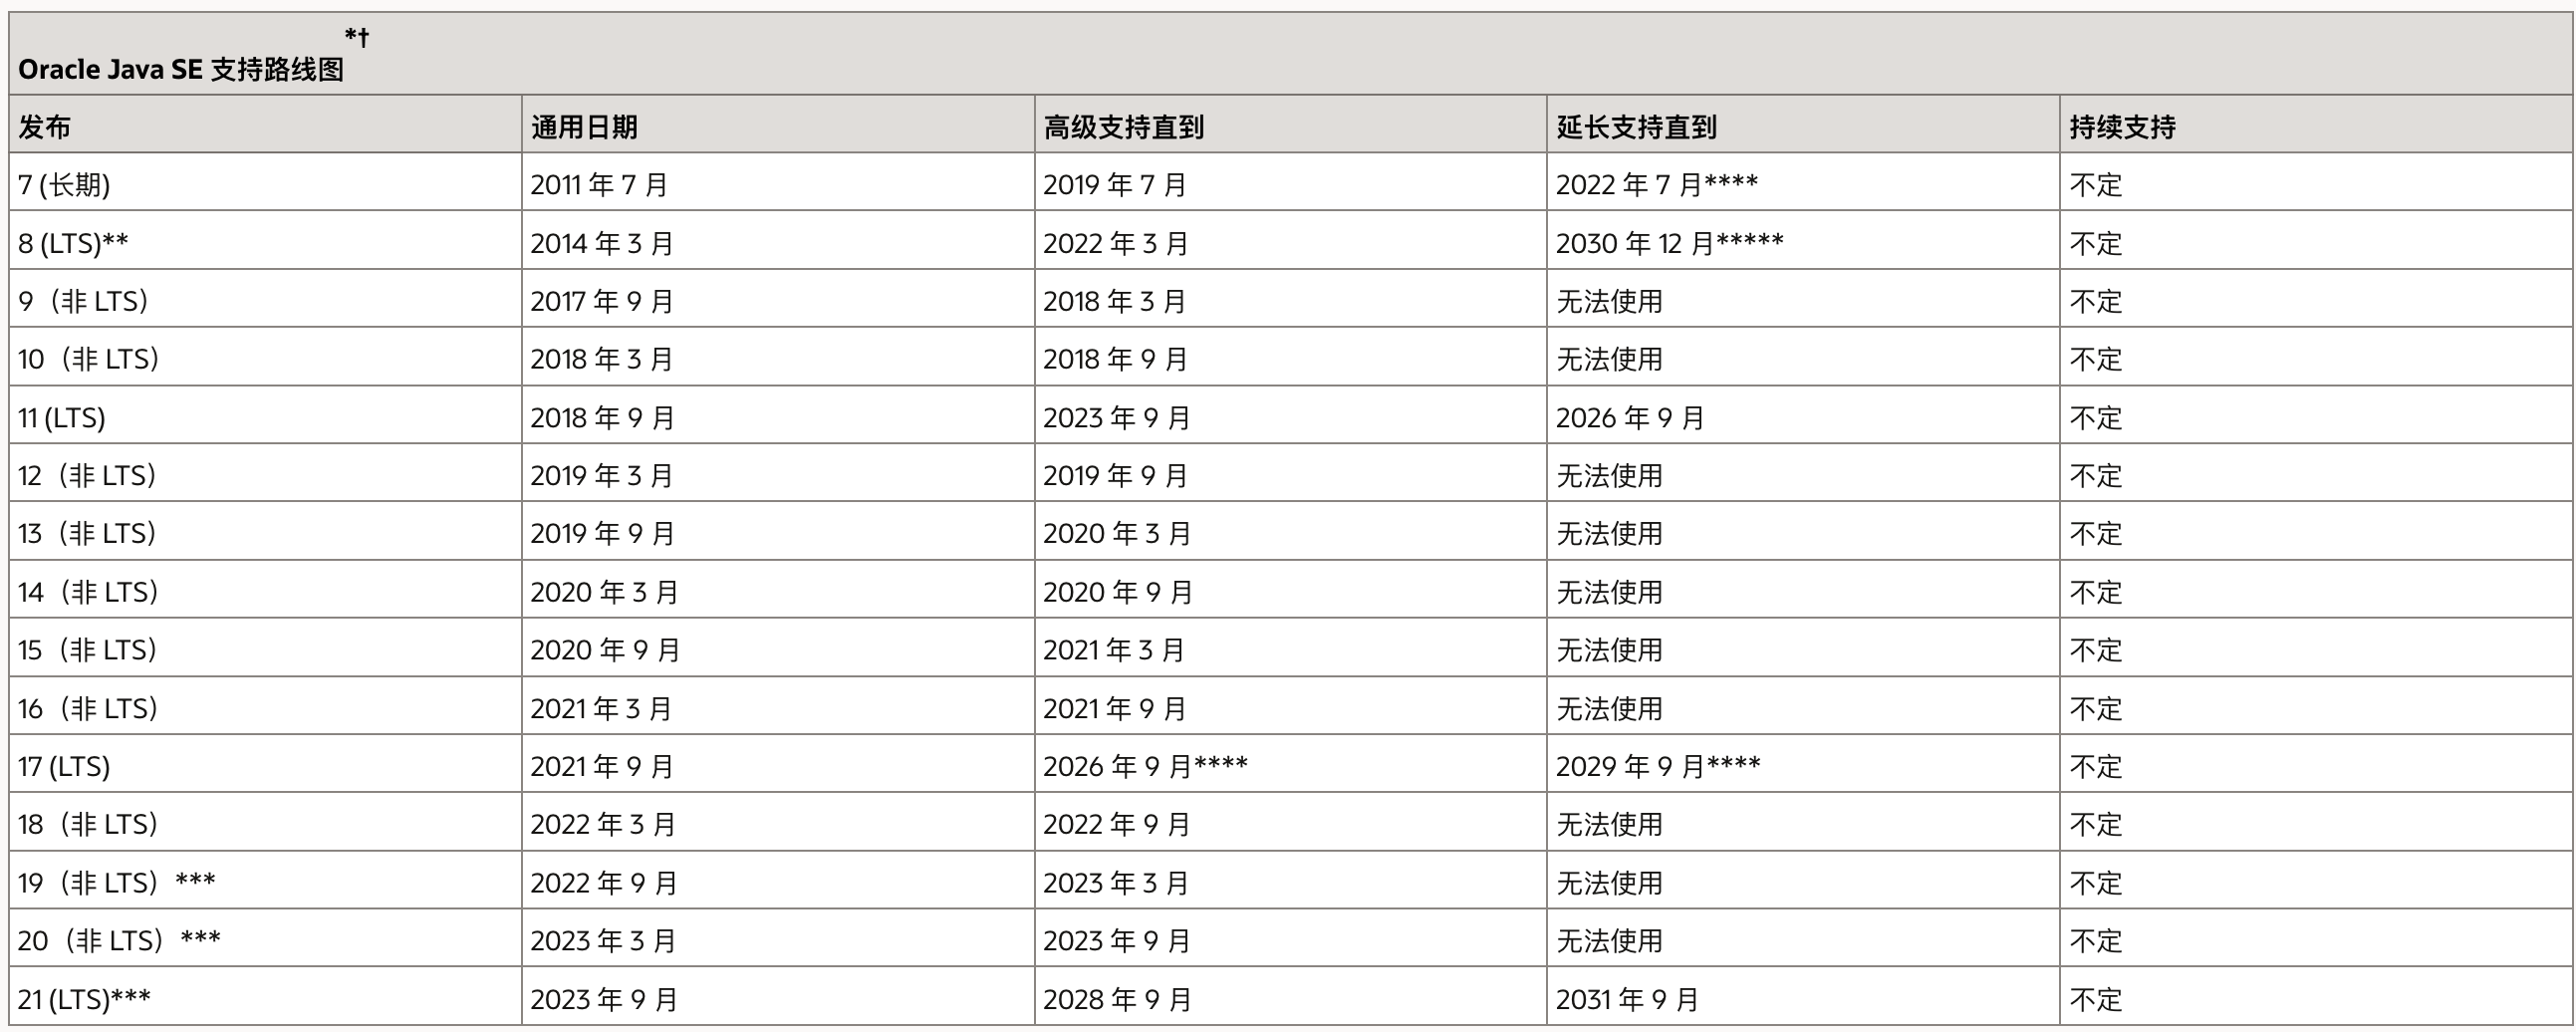 *†
Oracle Java SE 支持路线图
发布 通用日期 高级支持直到 延长支持直到 持续支持
7 (长期) 2011 年 7 月 2019 年 7 月 2022 年 7 月**** 不定
8 (LTS)** 2014 年 3 月 2022 年 3 月 2030 年 12 月***** 不定
9（非 LTS） 2017 年 9 月 2018 年 3 月 无法使用 不定
10（非 LTS） 2018 年 3 月 2018 年 9 月 无法使用 不定
11 (LTS) 2018 年 9 月 2023 年 9 月 2026 年 9 月 不定
12（非 LTS） 2019 年 3 月 2019 年 9 月 无法使用 不定
13（非 LTS） 2019 年 9 月 2020 年 3 月 无法使用 不定
14（非 LTS） 2020 年 3 月 2020 年 9 月 无法使用 不定
15（非 LTS） 2020 年 9 月 2021 年 3 月 无法使用 不定
16（非 LTS） 2021 年 3 月 2021 年 9 月 无法使用 不定
17 (LTS) 2021 年 9 月 2026 年 9 月**** 2029 年 9 月**** 不定
18（非 LTS） 2022 年 3 月 2022 年 9 月 无法使用 不定
19（非 LTS）*** 2022 年 9 月 2023 年 3 月 无法使用 不定
20（非 LTS）*** 2023 年 3 月 2023 年 9 月 无法使用 不定
21 (LTS)*** 2023 年 9 月 2028 年 9 月 2031 年 9 月 不定